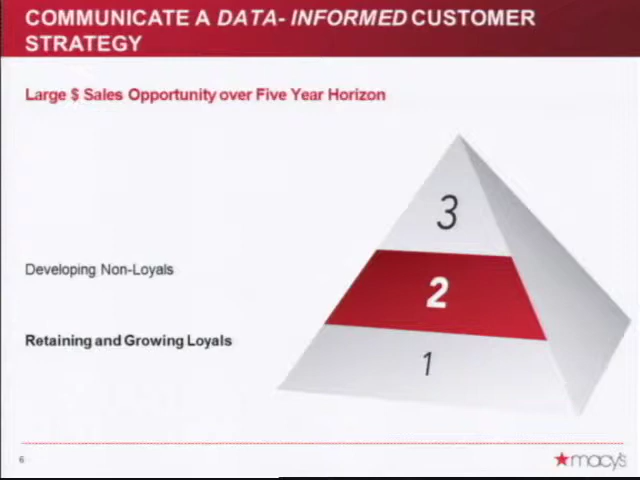 COMMUNICATE A DATA- INFORMED CUSTOMER
STRATEGY
Large $ Sales Opportunity over Five Year Horizon
3
Developing Non-Loyals
2
Retaining and Growing Loyals
1
6
macy's